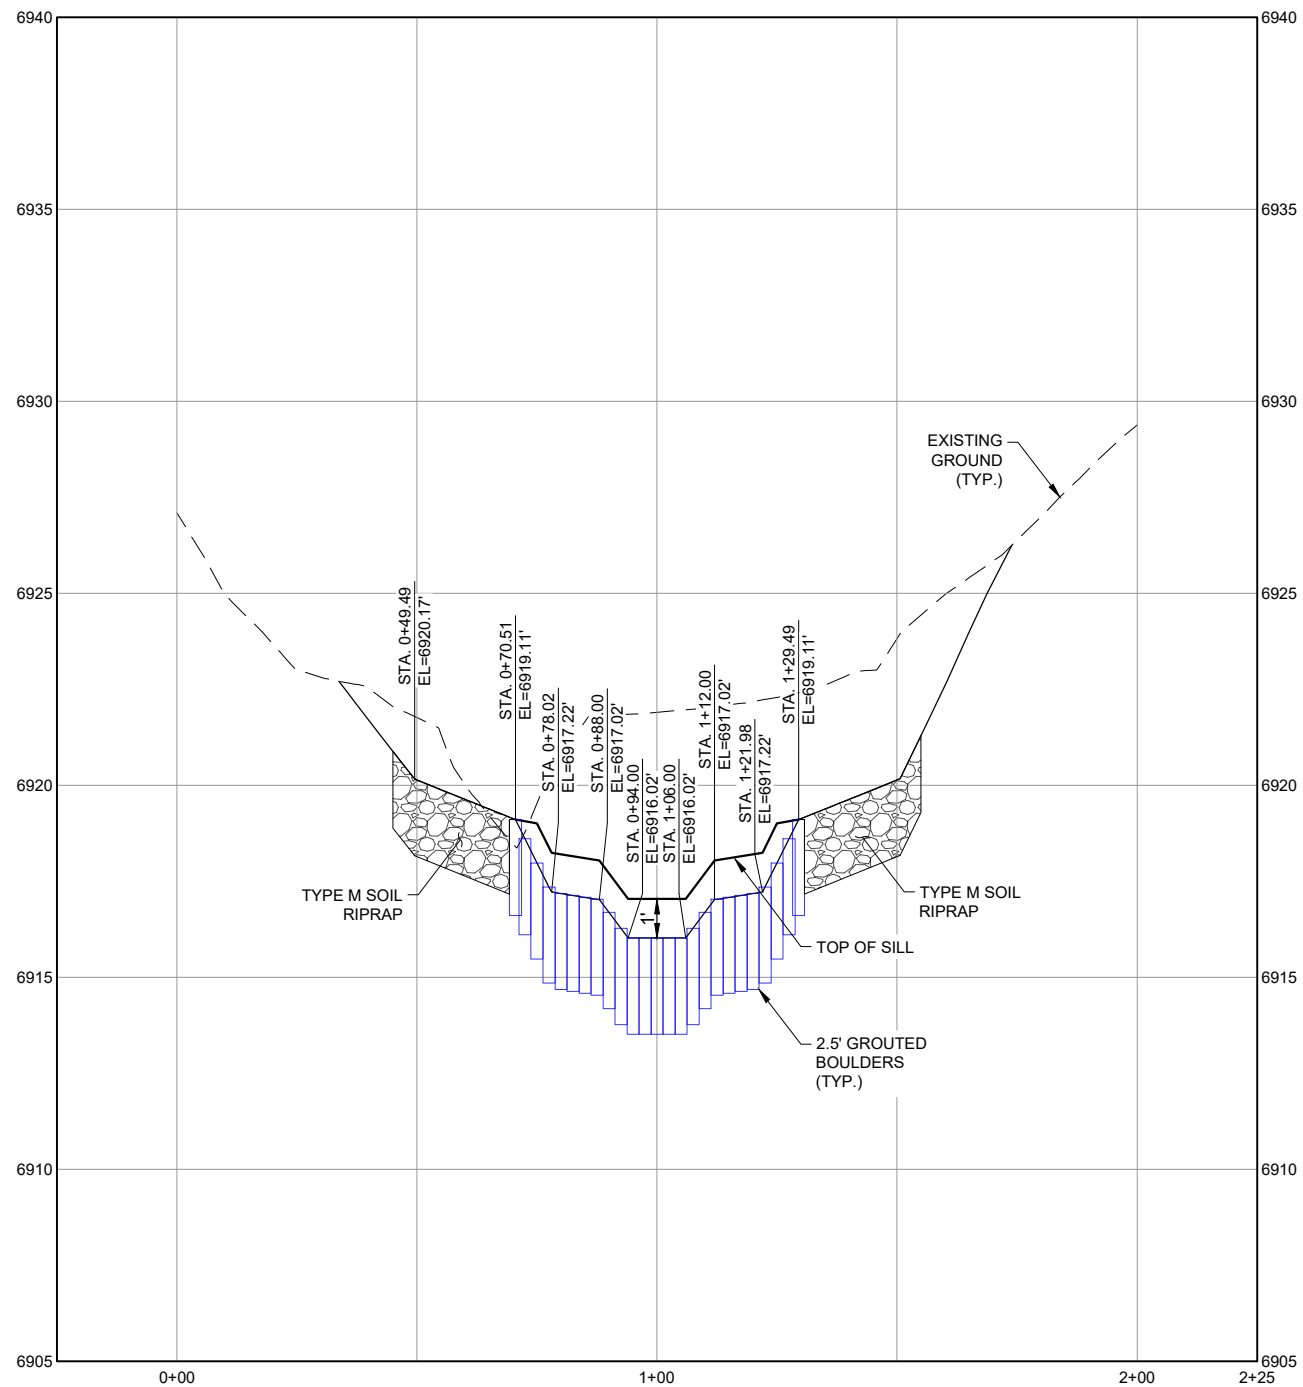 6940
6940
6935
6935
6930
6930
EXISTING
GROUND
(TYP.)
6925
6925
STA. 0+49.49
EL=6920.17'
STA. 0+70.51
EL=6919.11'
STA. 0+78.02
EL=6917.22'
STA. 0+88.00
EL=6917.02'
STA. 0+94.00
EL=6916.02'
STA. 1+06.00
EL=6916.02'
STA. 1+12.00
EL=6917.02'
STA. 1+21.98
EL=6917.22'
STA. 1+29.49
EL=6919.11'
6920
6920
TYPE M SOIL
RIPRAP
1'
TYPE M SOIL
RIPRAP
TOP OF SILL
6915
6915
2.5' GROUTED
BOULDERS
(TYP.)
6910
6910
6905
6905
0+00
1+00
2+00
2+25